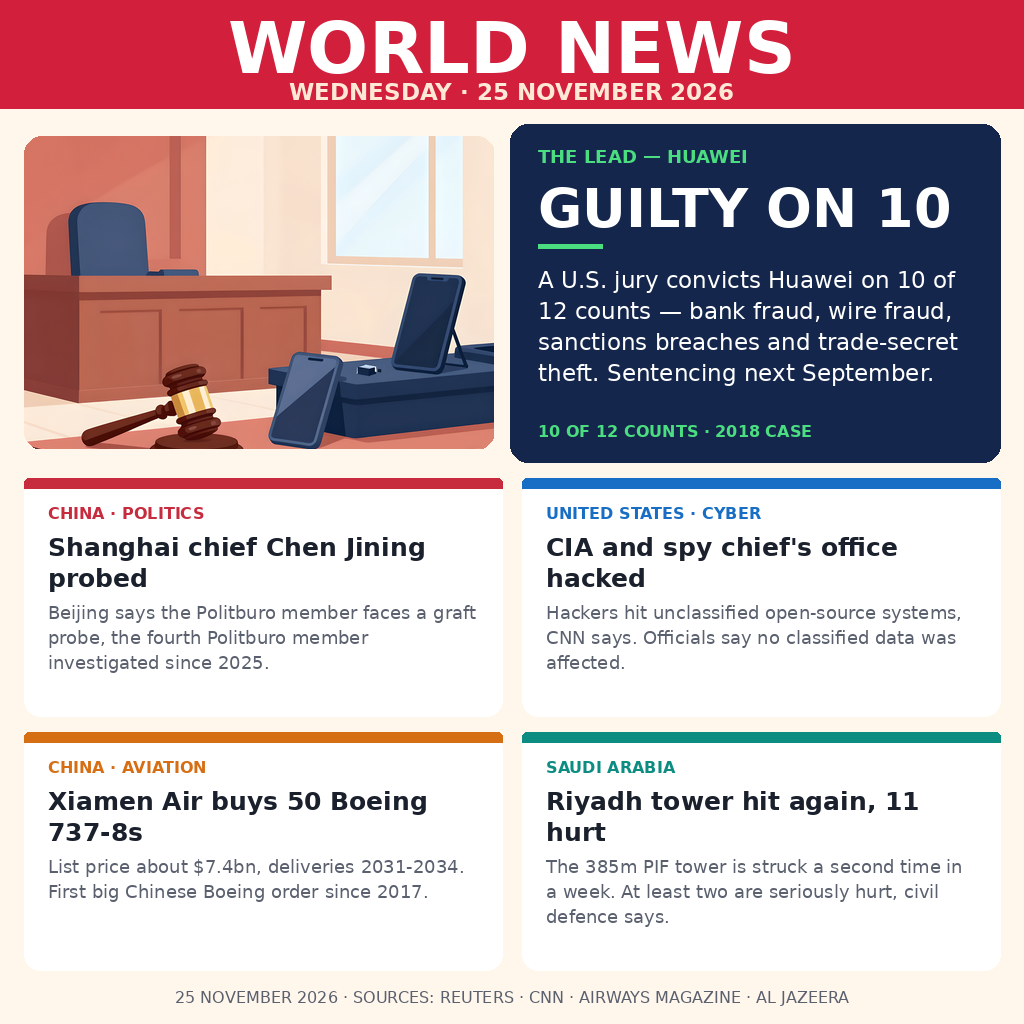 WORLD NEWS
WEDNESDAY · 25 NOVEMBER 2026
THE LEAD — HUAWEI
GUILTY ON 10
A U.S. jury convicts Huawei on 10 of
12 counts — bank fraud, wire fraud,
sanctions breaches and trade-secret
theft. Sentencing next September.
10 OF 12 COUNTS · 2018 CASE
CHINA · POLITICS
Shanghai chief Chen Jining
probed
Beijing says the Politburo member faces a graft
probe, the fourth Politburo member
investigated since 2025.
UNITED STATES · CYBER
CIA and spy chief's office
hacked
Hackers hit unclassified open-source systems,
CNN says. Officials say no classified data was
affected.
CHINA · AVIATION
Xiamen Air buys 50 Boeing
737-8s
List price about $7.4bn, deliveries 2031-2034.
First big Chinese Boeing order since 2017.
SAUDI ARABIA
Riyadh tower hit again, 11
hurt
The 385m PIF tower is struck a second time in
a week. At least two are seriously hurt, civil
defence says.
25 NOVEMBER 2026 · SOURCES: REUTERS · CNN · AIRWAYS MAGAZINE · AL JAZEERA